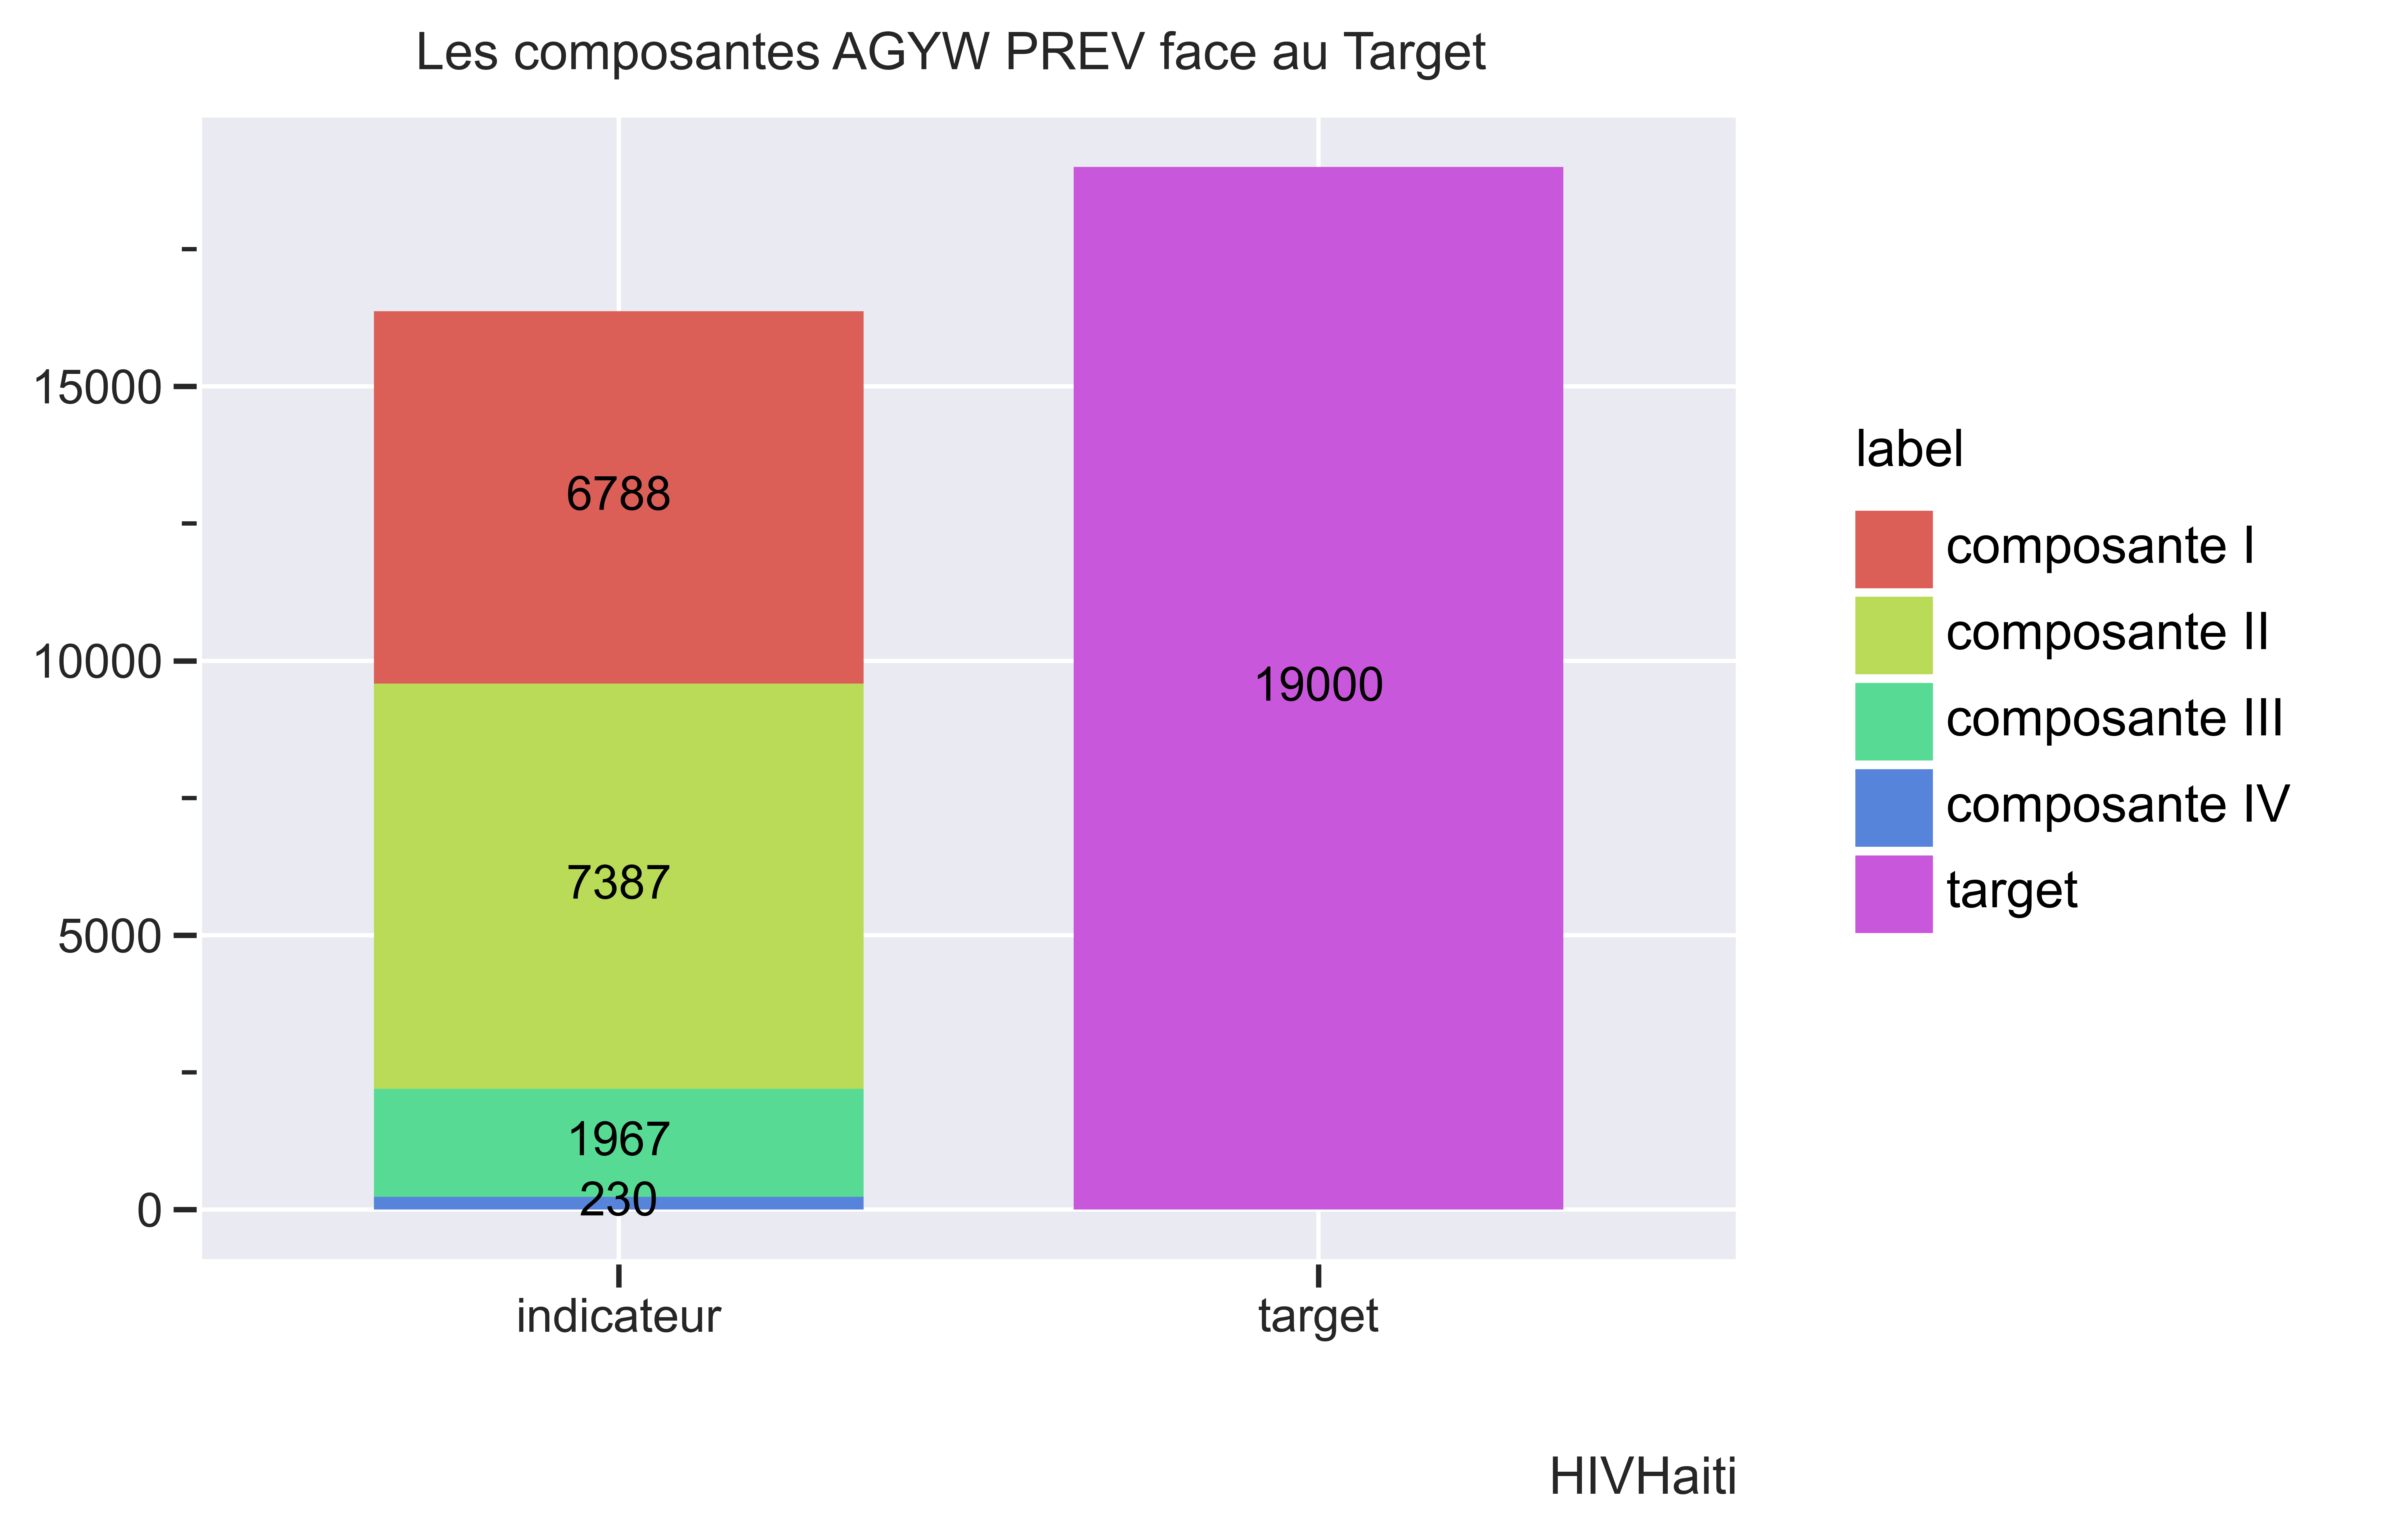 Les composantes AGYW PREV face au Target
15000
10000
5000
0
6788
7387
1967
230
19000
indicateur
target
label
composante I
composante II
composante III
composante IV
target
HIVHaiti